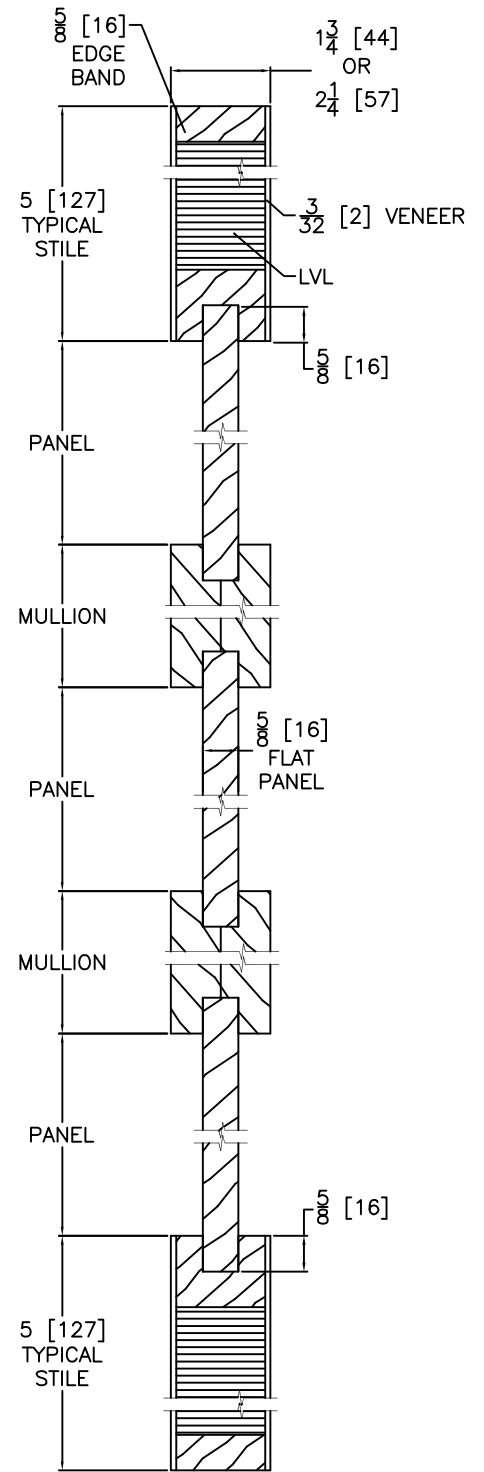 5/8 [16]
EDGE
BAND
1 3/4 [44]
OR
2 1/4 [57]
5 [127]
TYPICAL
STILE
3/32 [2] VENEER
LVL
5/8 [16]
PANEL
MULLION
5/8 [16]
FLAT
PANEL
PANEL
MULLION
PANEL
5/8 [16]
5 [127]
TYPICAL
STILE